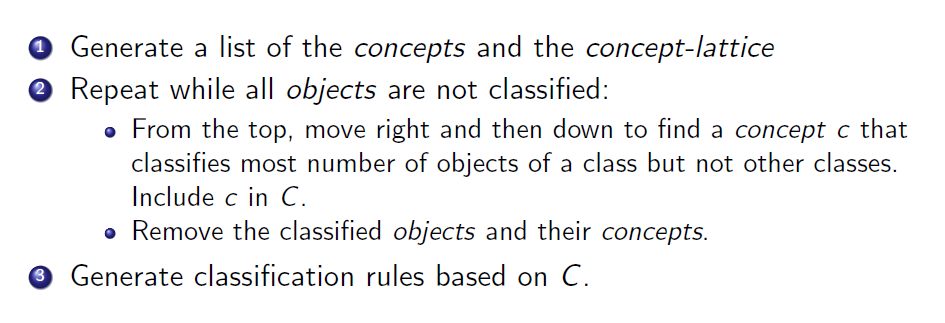 1 Generate a list of the concepts and the concept-lattice
2 Repeat while all objects are not classified:
From the top, move right and then down to find a concept c that
classifies most number of objects of a class but not other classes.
Include c in C.
Remove the classified objects and their concepts.
3 Generate classification rules based on C.